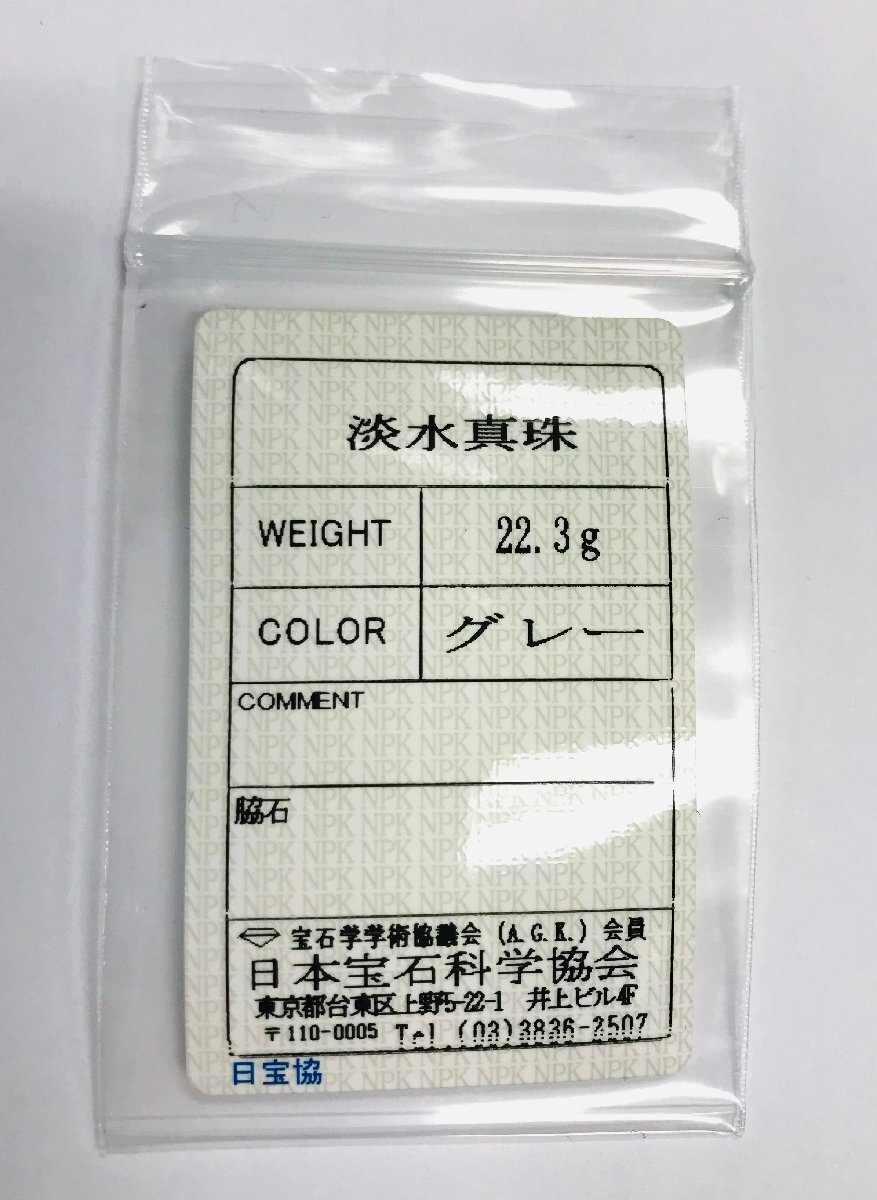 淡水真珠
WEIGHT 22.3g
COLOR グレー
COMMENT
脇石
宝石学学術協議会 (A.G.K.) 会員
日本宝石科学協会
東京都台東区上野5-22-1 井上ビル4F
〒110-0005 Tel.(03)3836-2507
日宝協